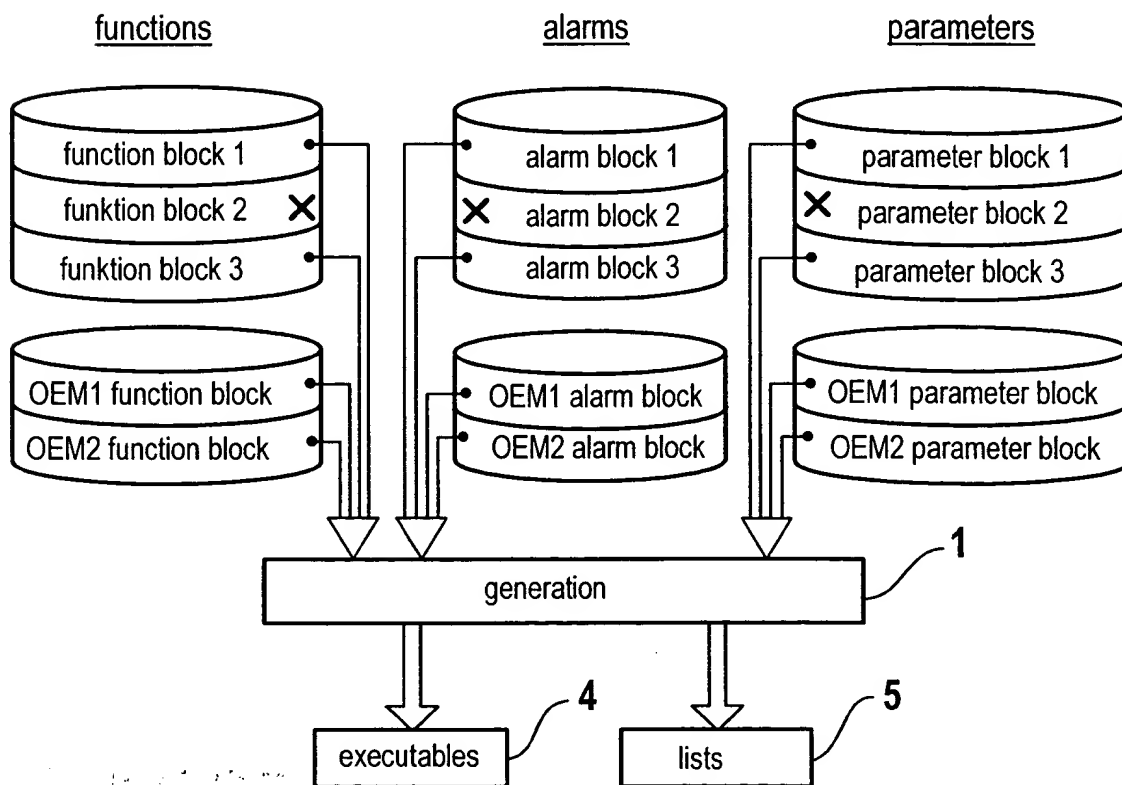 functions alarms parameters
function block 1 alarm block 1 parameter block 1
funktion block 2 alarm block 2 parameter block 2
funktion block 3 alarm block 3 parameter block 3
OEM1 function block OEM1 alarm block OEM1 parameter block
OEM2 function block OEM2 alarm block OEM2 parameter block
1
generation
4 5
executables lists